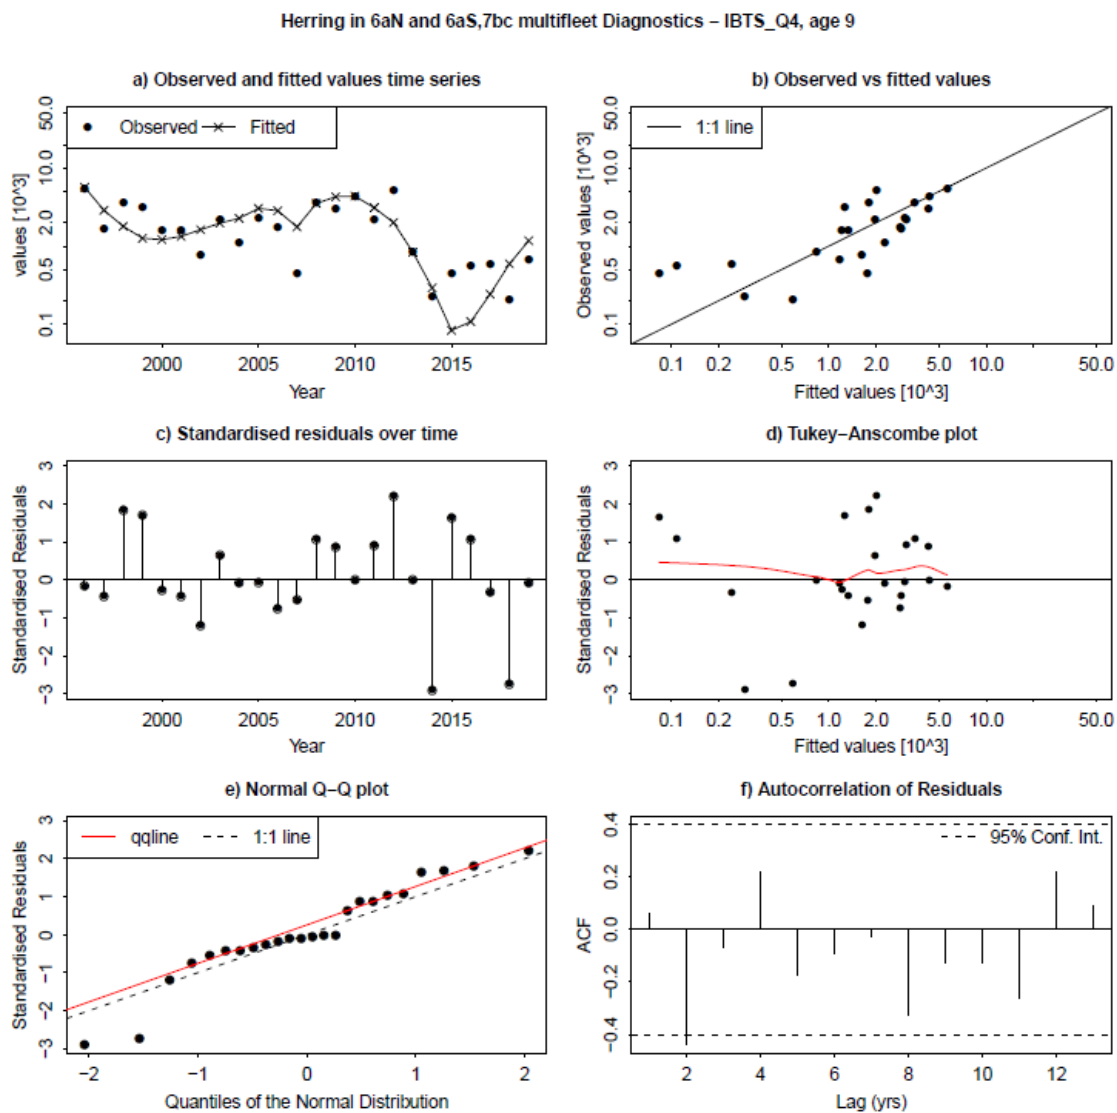 Herring in 6aN and 6aS,7bc multifleet Diagnostics − IBTS_Q4, age 9
a) Observed and fitted values time series
values [10^3]
50.0
10.0
2.0
0.5
0.1
Observed Fitted
2000 2005 2010 2015
Year
b) Observed vs fitted values
Observed values [10^3]
50.0
10.0
2.0
0.5
0.1
1:1 line
0.1 0.2 0.5 1.0 2.0 5.0 10.0 50.0
Fitted values [10^3]
c) Standardised residuals over time
Standardised Residuals
3
2
1
0
−1
−2
−3
2000 2005 2010 2015
Year
d) Tukey−Anscombe plot
Standardised Residuals
3
2
1
0
−1
−2
−3
0.1 0.2 0.5 1.0 2.0 5.0 10.0 50.0
Fitted values [10^3]
e) Normal Q−Q plot
Standardised Residuals
3
2
1
0
−1
−2
−3
qqline 1:1 line
−2 −1 0 1 2
Quantiles of the Normal Distribution
f) Autocorrelation of Residuals
ACF
0.4
0.2
0.0
−0.2
−0.4
95% Conf. Int.
2 4 6 8 10 12
Lag (yrs)